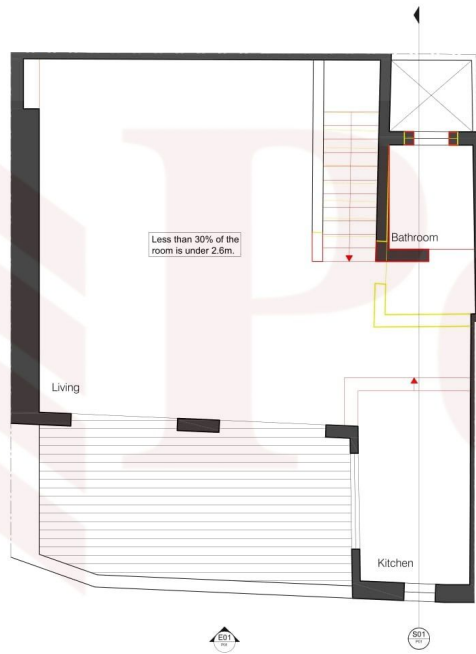 Less than 30% of the
room is under 2.6m.
Bathroom
Living
Kitchen
E01
S01